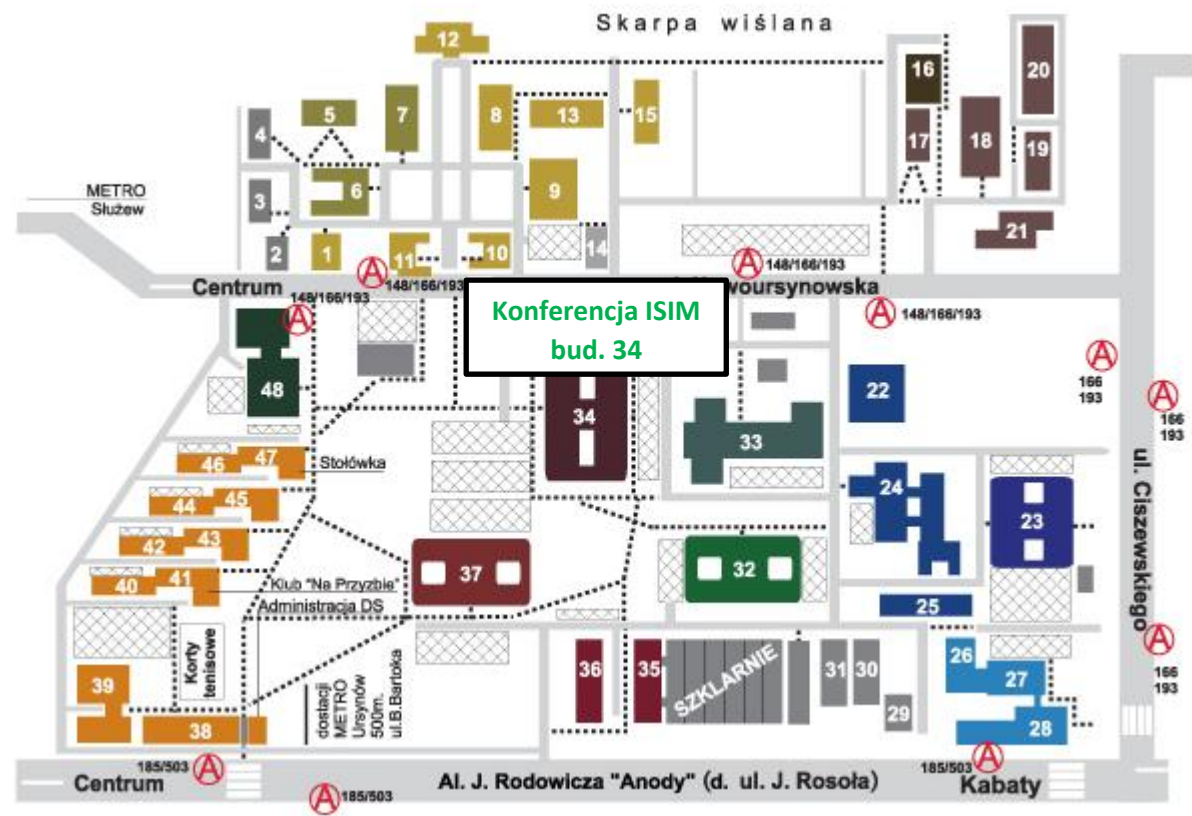 Skarpa wiślana
12
16
20
4
5
7
8
13
15
17
18
19
METRO
Służew
3
6
9
2
1
11
10
14
21
148/166/193
148/166/193
Centrum
148/166/193
woursynowska
148/166/193
Konferencja ISIM
bud. 34
166
193
166
193
48
34
33
22
46
47
Stołówka
44
45
24
23
ul. Ciszewskiego
42
43
37
32
40
41
Klub "Na Przyzbie"
Administracja DS
25
Korty
tenisowe
39
38
dostacji
METRO
Ursynów
500m.
ul.B.Bartoka
36
35
SZKLARNIE
31
30
29
26
27
28
166
193
185/503
185/503
Centrum
185/503
Al. J. Rodowicza "Anody" (d. ul. J. Rosoła)
Kabaty